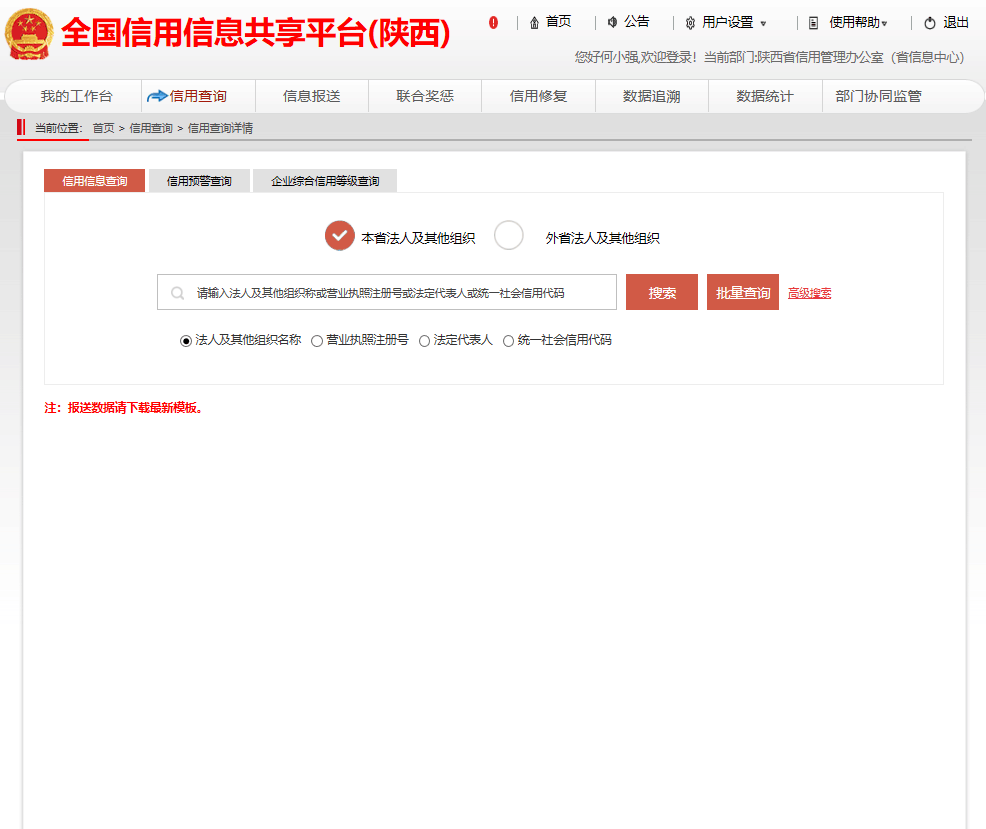 全国信用信息共享平台(陕西)
首页 公告 用户设置 使用帮助 退出
您好何小强,欢迎登录！当前部门:陕西省信用管理办公室（省信息中心）
我的工作台 信用查询 信息报送 联合奖惩 信用修复 数据追溯 数据统计 部门协同监管
当前位置: 首页 > 信用查询 > 信用查询详情
信用信息查询 信用预警查询 企业综合信用等级查询
本省法人及其他组织 外省法人及其他组织
请输入法人及其他组织称或营业执照注册号或法定代表人或统一社会信用代码 搜索 批量查询 高级搜索
法人及其他组织名称 营业执照注册号 法定代表人 统一社会信用代码
注：报送数据请下载最新模板。